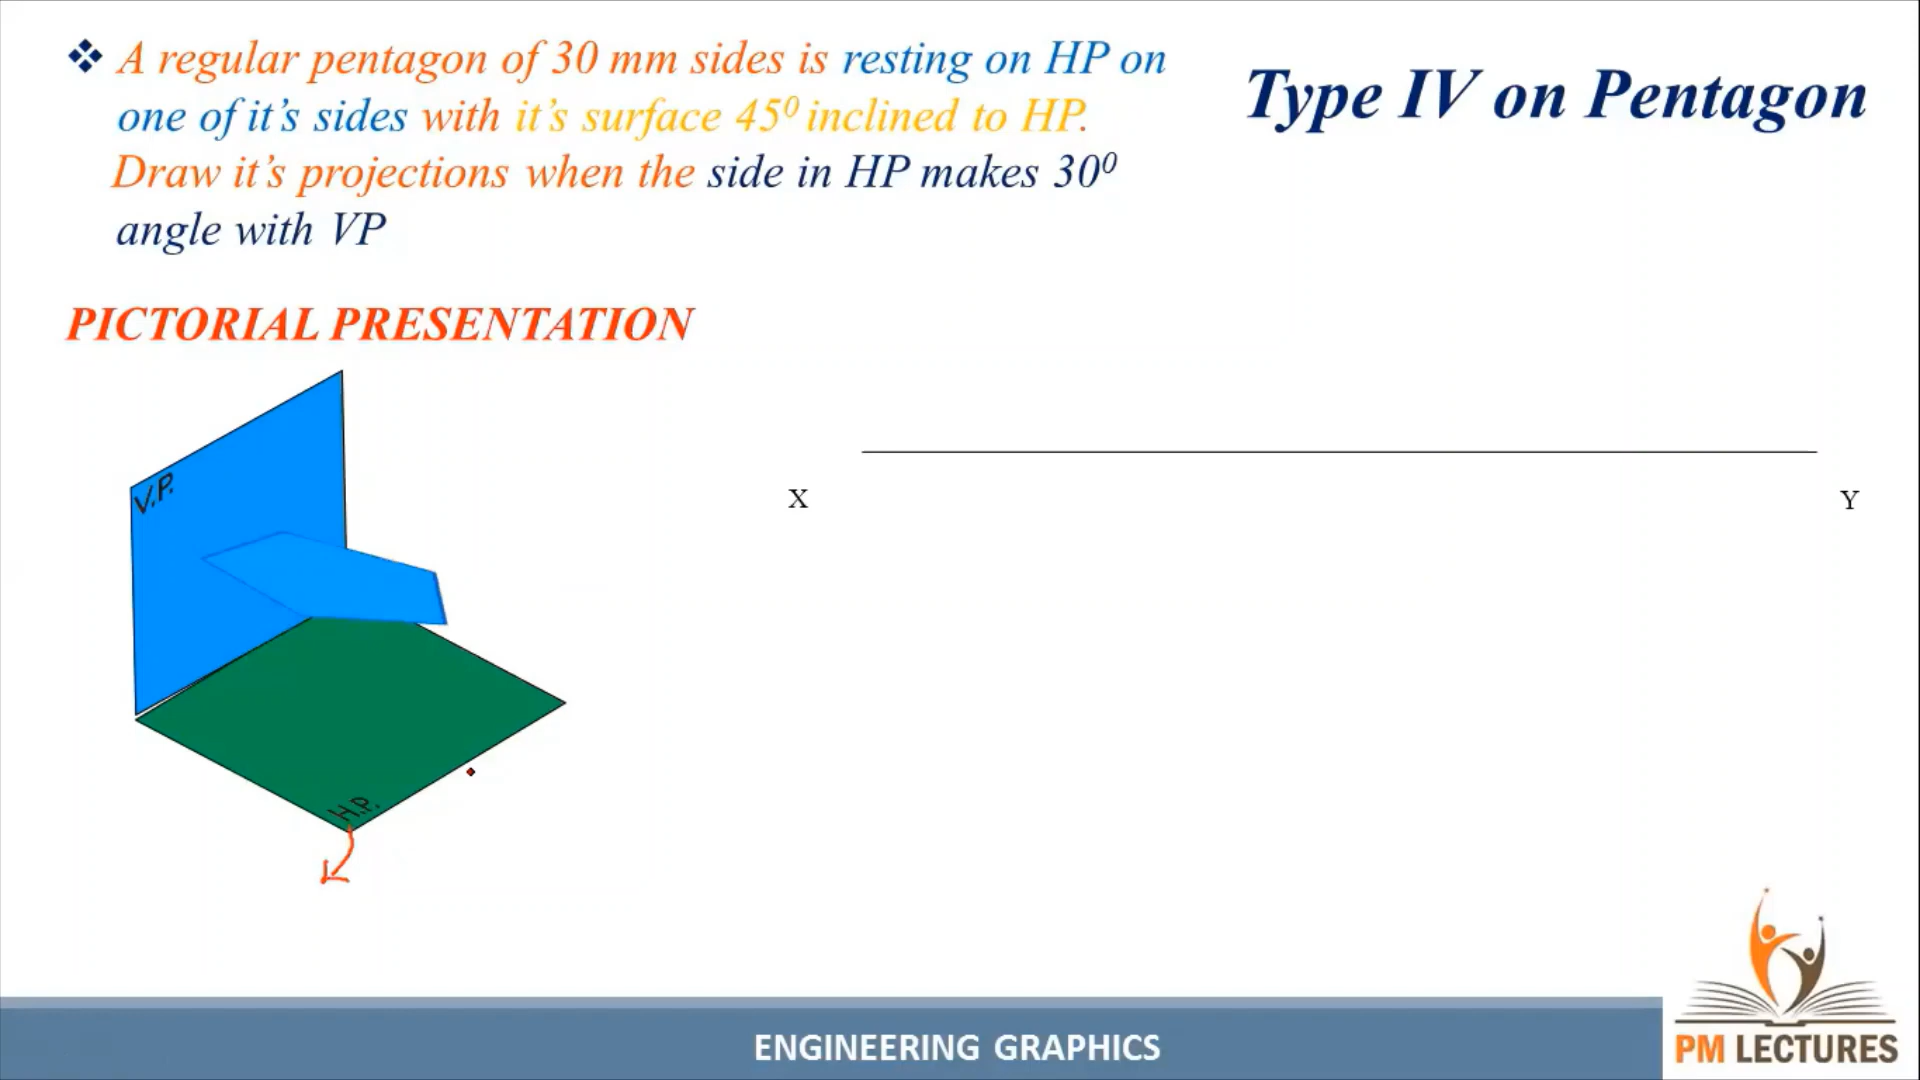 ❖ A regular pentagon of 30 mm sides is resting on HP on
one of it’s sides with it’s surface 45⁰ inclined to HP.
Draw it’s projections when the side in HP makes 30⁰
angle with VP
Type IV on Pentagon
PICTORIAL PRESENTATION
V.P.
H.P.
X
Y
ENGINEERING GRAPHICS
PM LECTURES